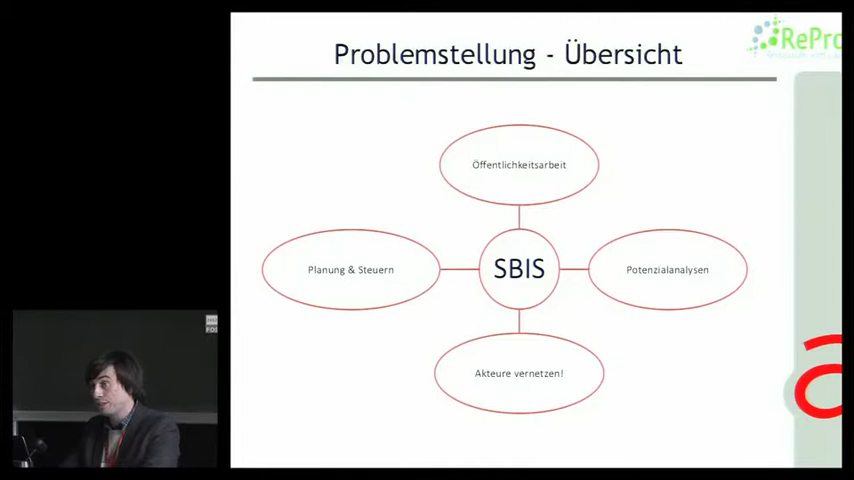 Problemstellung - Übersicht
RePro
Öffentlichkeitsarbeit
Planung & Steuern
SBIS
Potenzialanalysen
Akteure vernetzen!